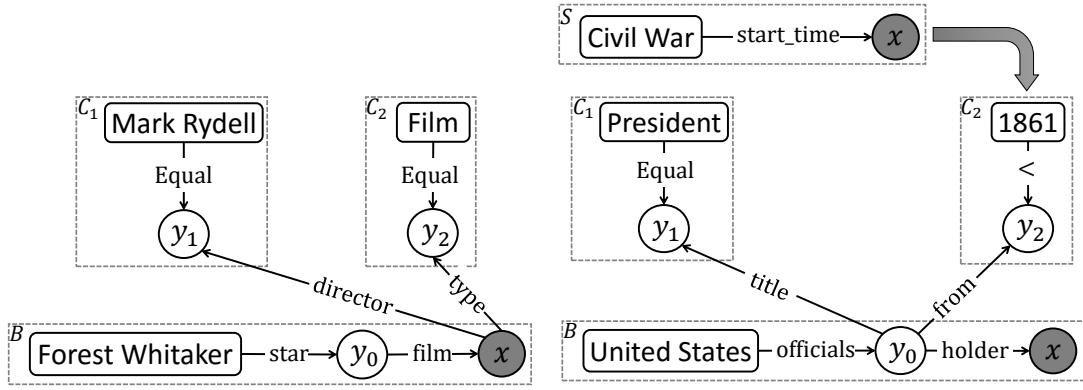 C₁ Mark Rydell
Equal
y₁
C₂ Film
Equal
y₂
director
type
B Forest Whitaker star y₀ film x
S Civil War start_time x
C₁ President
Equal
y₁
C₂ 1861
<
y₂
title
from
B United States officials y₀ holder x